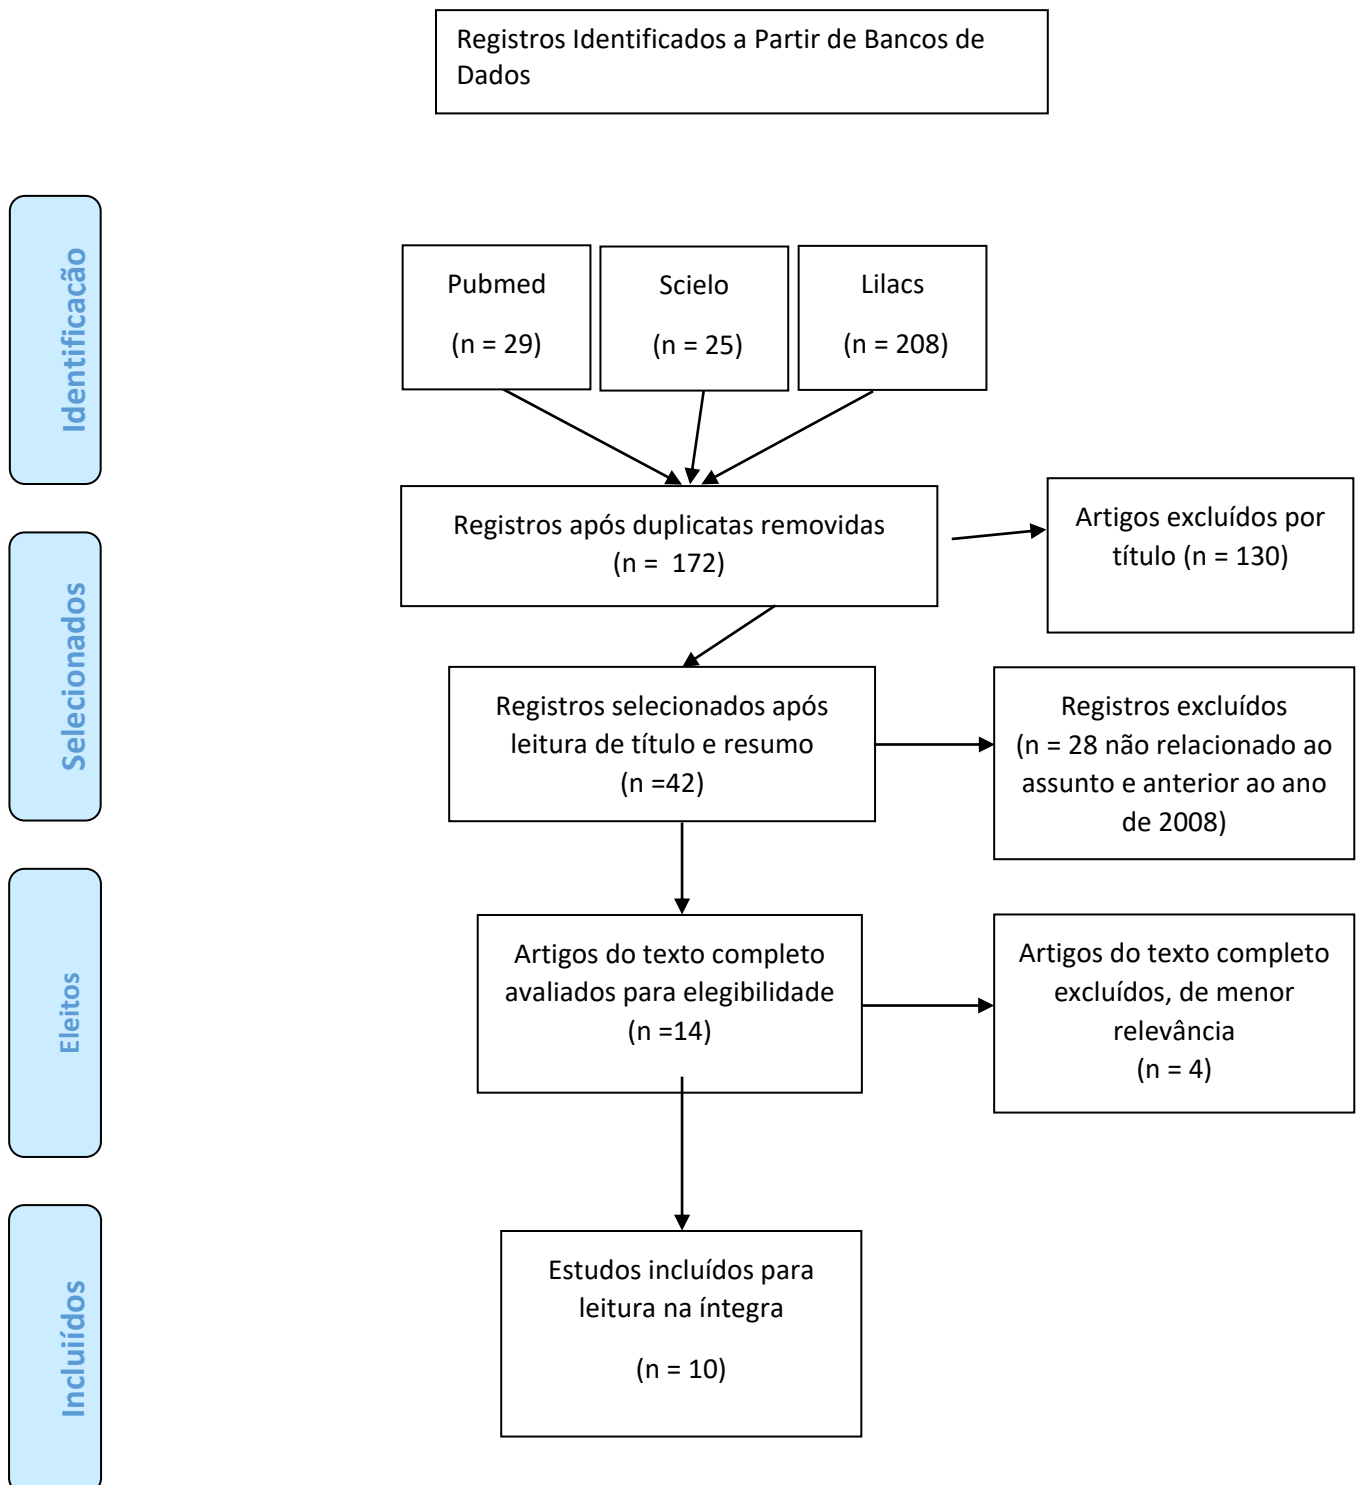 Registros Identificados a Partir de Bancos de
Dados
Identificação
Pubmed
(n = 29)
Scielo
(n = 25)
Lilacs
(n = 208)
Registros após duplicatas removidas
(n =  172)
Artigos excluídos por
título (n = 130)
Selecionados
Registros selecionados após
leitura de título e resumo
(n =42)
Registros excluídos
(n = 28 não relacionado ao
assunto e anterior ao ano
de 2008)
Eleitos
Artigos do texto completo
avaliados para elegibilidade
(n =14)
Artigos do texto completo
excluídos, de menor
relevância
(n = 4)
Incluiídos
Estudos incluídos para
leitura na íntegra
(n = 10)